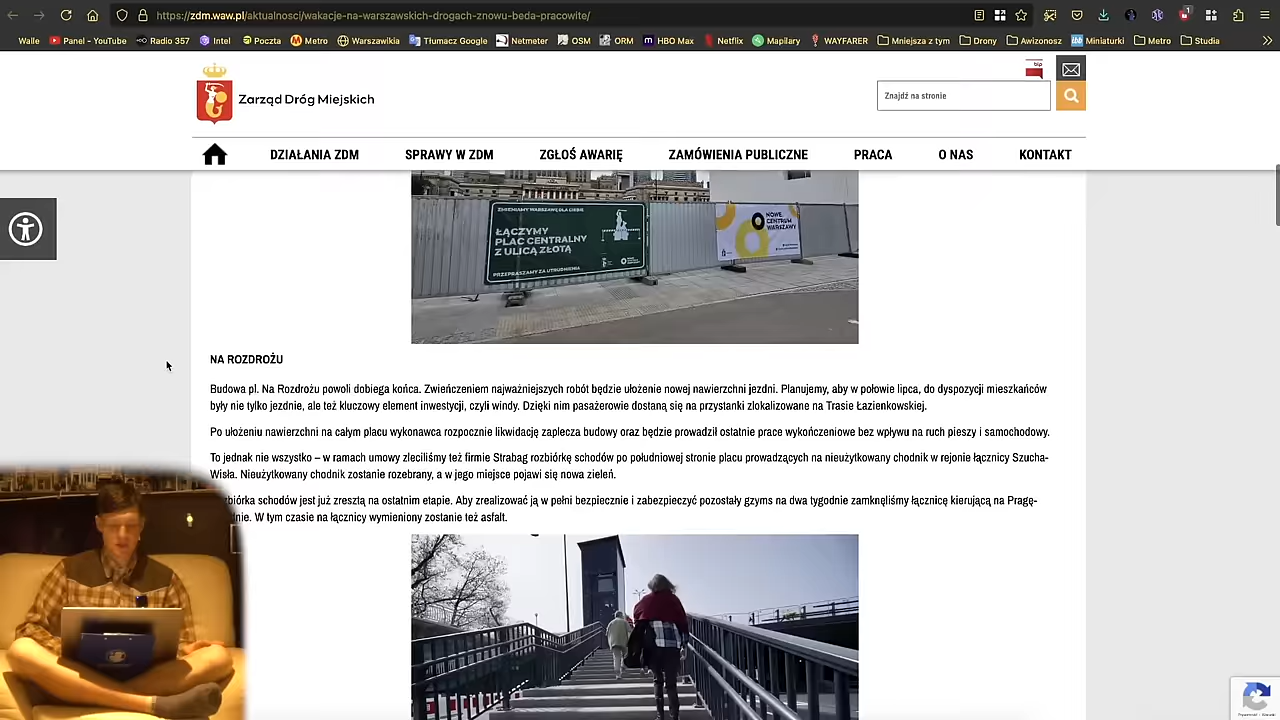 https://zdm.waw.pl/aktualnosci/wakacje-na-warszawskich-drogach-znowu-beda-pracowite/
Walle Panel - YouTube Radio 357 Intel Poczta Metro Warszawikia Tłumacz Google Netmeter OSM ORM HBO Max Netflix Mapilary WAYFARER Mniejsza z tym Drony Awizonosz Miniaturki Metro Studia
bip
Zarząd Dróg Miejskich
Znajdź na stronie
DZIAŁANIA ZDM SPRAWY W ZDM ZGŁOŚ AWARIĘ ZAMÓWIENIA PUBLICZNE PRACA O NAS KONTAKT
ZMIENIAMY WARSZAWĘ DLA CIEBIE
ŁĄCZYMY
PLAC CENTRALNY
Z ULICĄ ZŁOTĄ
PRZEPRASZAMY ZA UTRUDNIENIA
NOWE
CENTRUM
WARSZAWY
NA ROZDROŻU
Budowa pl. Na Rozdrożu powoli dobiega końca. Zwieńczeniem najważniejszych robót będzie ułożenie nowej nawierzchni jezdni. Planujemy, aby w połowie lipca, do dyspozycji mieszkańców
były nie tylko jezdnie, ale też kluczowy element inwestycji, czyli windy. Dzięki nim pasażerowie dostaną się na przystanki zlokalizowane na Trasie Łazienkowskiej.
Po ułożeniu nawierzchni na całym placu wykonawca rozpocznie likwidację zaplecza budowy oraz będzie prowadził ostatnie prace wykończeniowe bez wpływu na ruch pieszy i samochodowy.
To jednak nie wszystko – w ramach umowy zleciliśmy też firmie Strabag rozbiórkę schodów po południowej stronie placu prowadzących na nieużytkowany chodnik w rejonie łącznicy Szucha-
Wisła. Nieużytkowany chodnik zostanie rozebrany, a w jego miejsce pojawi się nowa zieleń.
biórka schodów jest już zresztą na ostatnim etapie. Aby zrealizować ją w pełni bezpiecznie i zabezpieczyć pozostały gzyms na dwa tygodnie zamknęliśmy łącznicę kierującą na Pragę-
nie. W tym czasie na łącznicy wymieniony zostanie też asfalt.